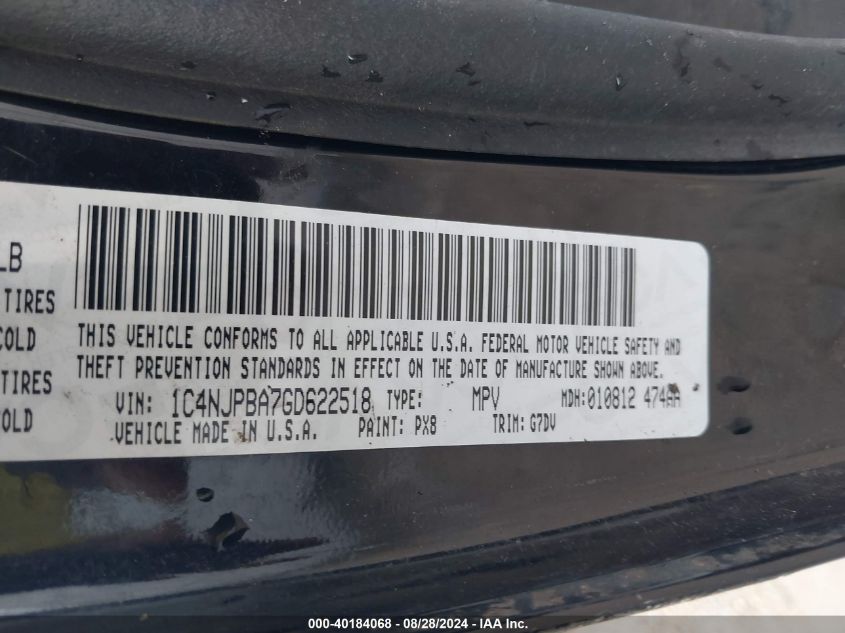 LB
TIRES
COLD
TIRES
OLD
THIS VEHICLE CONFORMS TO ALL APPLICABLE U.S.A. FEDERAL MOTOR VEHICLE SAFETY AND
THEFT PREVENTION STANDARDS IN EFFECT ON THE DATE OF MANUFACTURE SHOWN ABOVE.
VIN: 1C4NJPBA7GD622518 TYPE: MPV MDH: 010812 474AA
VEHICLE MADE IN U.S.A. PAINT: PX8 TRIM: G7DV
000-40184068 - 08/28/2024 - IAA Inc.